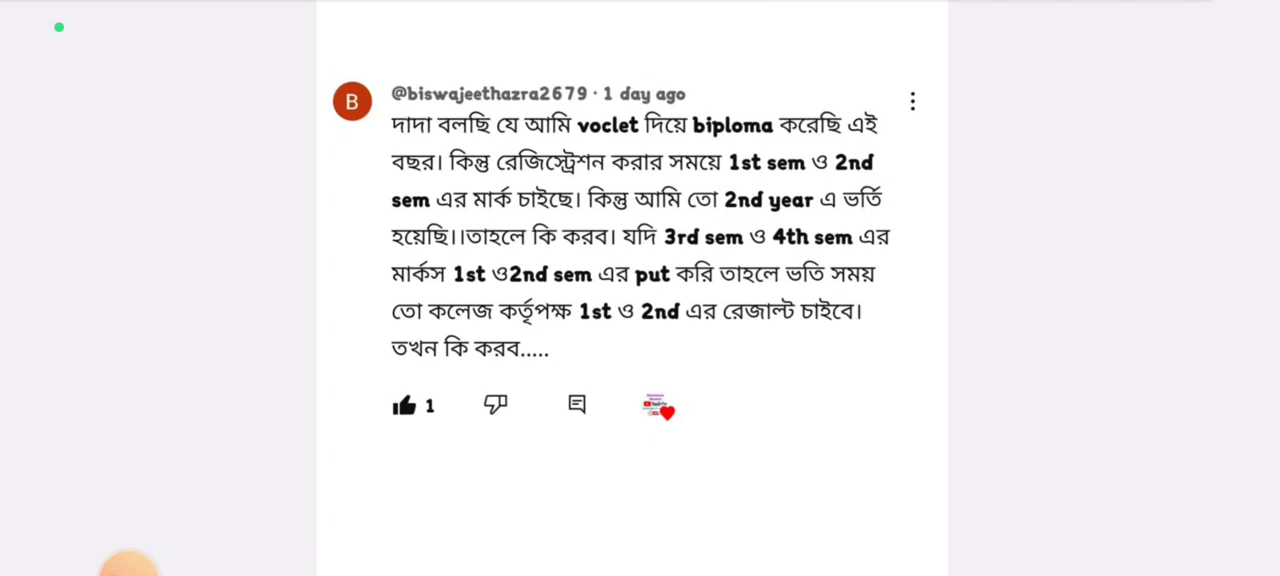 B
@biswajeethazra2679 · 1 day ago
দাদা বলছি যে আমি voclet দিয়ে biploma করেছি এই
বছর। কিন্তু রেজিস্ট্রেশন করার সময়ে 1st sem ও 2nd
sem এর মার্ক চাইছে। কিন্তু আমি তো 2nd year এ ভর্তি
হয়েছি।।তাহলে কি করব। যদি 3rd sem ও 4th sem এর
মার্কস 1st ও2nd sem এর put করি তাহলে ভতি সময়
তো কলেজ কর্তৃপক্ষ 1st ও 2nd এর রেজাল্ট চাইবে।
তখন কি করব.....
1